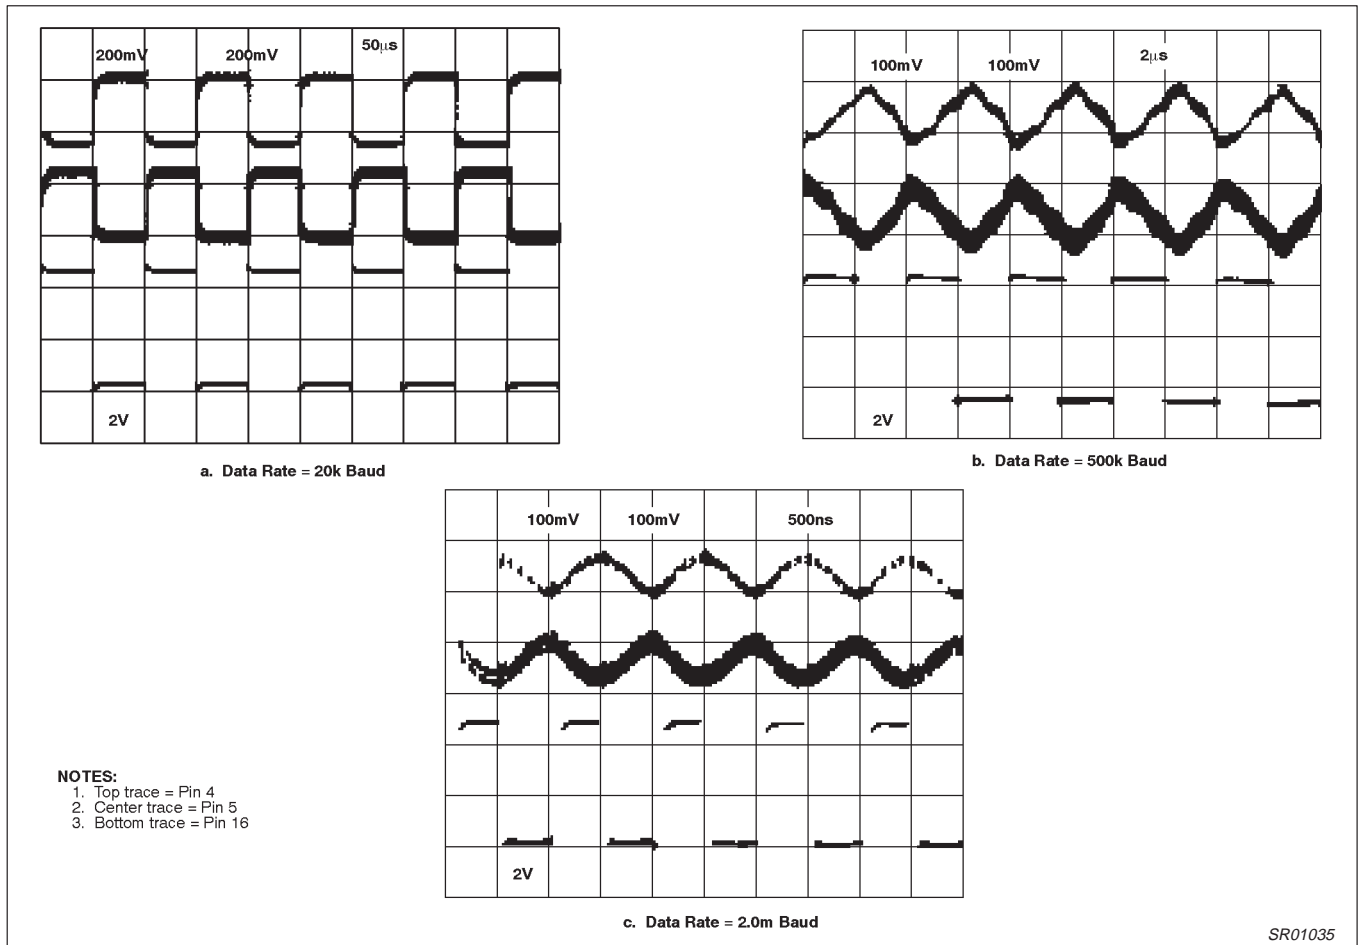 200mV 200mV 50µs
2V
a. Data Rate = 20k Baud
100mV 100mV 2µs
2V
b. Data Rate = 500k Baud
100mV 100mV 500ns
2V
c. Data Rate = 2.0m Baud
NOTES:
1. Top trace = Pin 4
2. Center trace = Pin 5
3. Bottom trace = Pin 16
SR01035